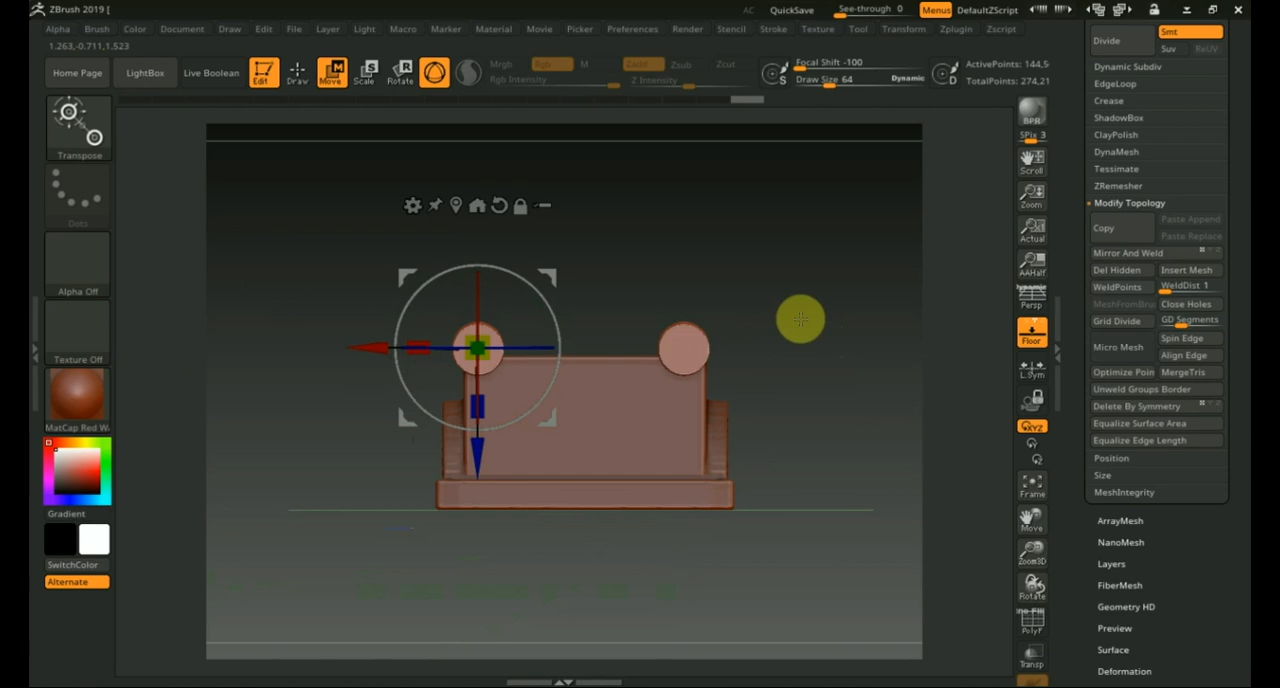 ZBrush 2019 [
AC QuickSave See-through 0 Menus DefaultZScript
Alpha Brush Color Document Draw Edit File Layer Light Macro Marker Material Movie Picker Preferences Render Stencil Stroke Texture Tool Transform Zplugin Zscript
1.263,-0.711,1.523
Home Page LightBox Live Boolean Edit Draw Move Scale Rotate
Mrgb Rgb M
Rgb Intensity
Zadd Zsub Zcut
Z Intensity
S
Focal Shift -100
Draw Size 64 Dynamic
D
ActivePoints: 144,5
TotalPoints: 274,21
Transpose
Dots
Alpha Off
Texture Off
MatCap Red W
Gradient
SwitchColor
Alternate
BPR
SPix 3
Scroll
Zoom
Actual
AAHalf
Dynamic
Persp
Floor
L.Sym
XYZ
Frame
Move
Zoom3D
Rotate
PolyF
Transp
Divide
Smt
Suv ReUV
Dynamic Subdiv
EdgeLoop
Crease
ShadowBox
ClayPolish
DynaMesh
Tessimate
ZRemesher
Modify Topology
Copy
Paste Append
Paste Replace
Mirror And Weld
Del Hidden Insert Mesh
WeldPoints WeldDist 1
MeshFromBru Close Holes
Grid Divide GD Segments
Micro Mesh
Spin Edge
Align Edge
Optimize Poin MergeTris
Unweld Groups Border
Delete By Symmetry
Equalize Surface Area
Equalize Edge Length
Position
Size
MeshIntegrity
ArrayMesh
NanoMesh
Layers
FiberMesh
Geometry HD
Preview
Surface
Deformation